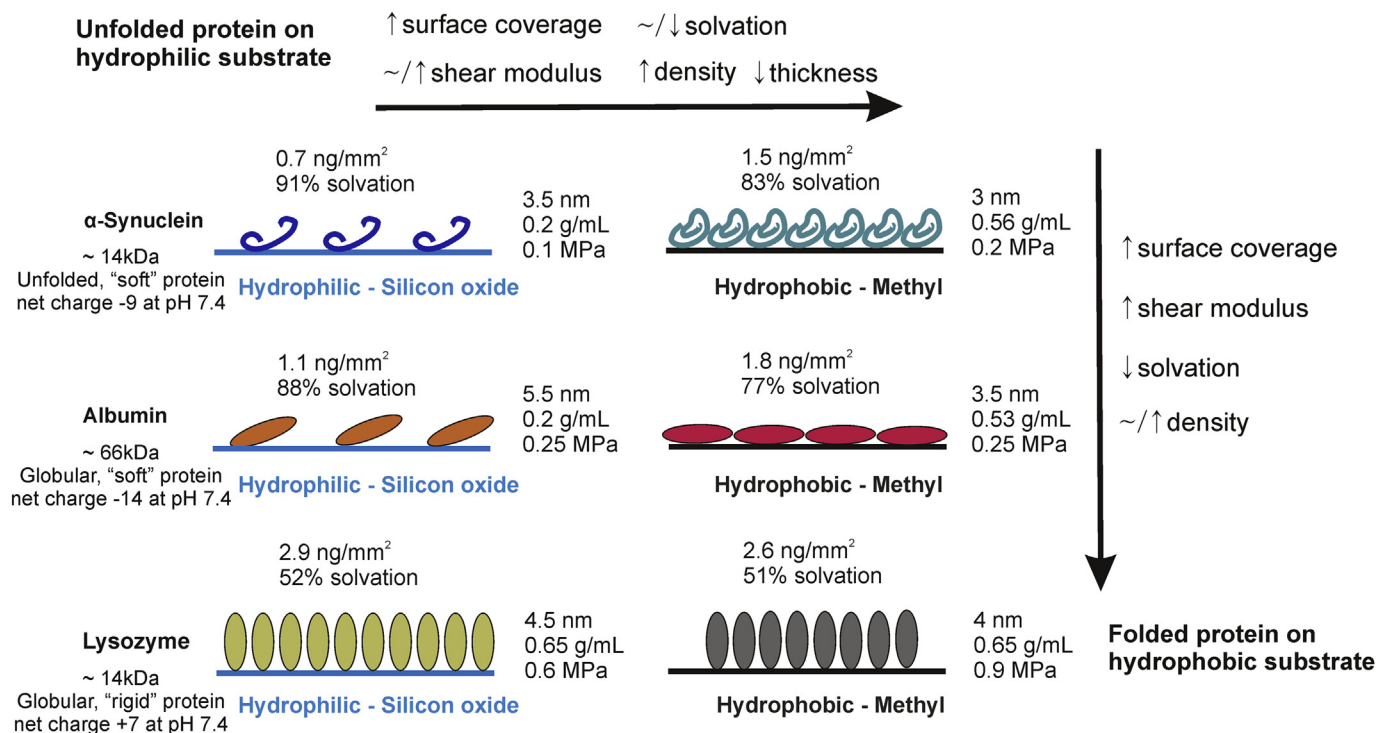 Unfolded protein on
hydrophilic substrate
↑surface coverage ~/↓solvation
~/↑shear modulus ↑density ↓thickness
0.7 ng/mm²
91% solvation
α-Synuclein
~ 14kDa
Unfolded, “soft” protein
net charge -9 at pH 7.4
3.5 nm
0.2 g/mL
0.1 MPa
Hydrophilic - Silicon oxide
1.5 ng/mm²
83% solvation
3 nm
0.56 g/mL
0.2 MPa
Hydrophobic - Methyl
↑surface coverage
↑shear modulus
↓solvation
~/↑density
1.1 ng/mm²
88% solvation
Albumin
~ 66kDa
Globular, “soft” protein
net charge -14 at pH 7.4
5.5 nm
0.2 g/mL
0.25 MPa
Hydrophilic - Silicon oxide
1.8 ng/mm²
77% solvation
3.5 nm
0.53 g/mL
0.25 MPa
Hydrophobic - Methyl
2.9 ng/mm²
52% solvation
Lysozyme
~ 14kDa
Globular, “rigid” protein
net charge +7 at pH 7.4
4.5 nm
0.65 g/mL
0.6 MPa
Hydrophilic - Silicon oxide
2.6 ng/mm²
51% solvation
4 nm
0.65 g/mL
0.9 MPa
Hydrophobic - Methyl
Folded protein on
hydrophobic substrate